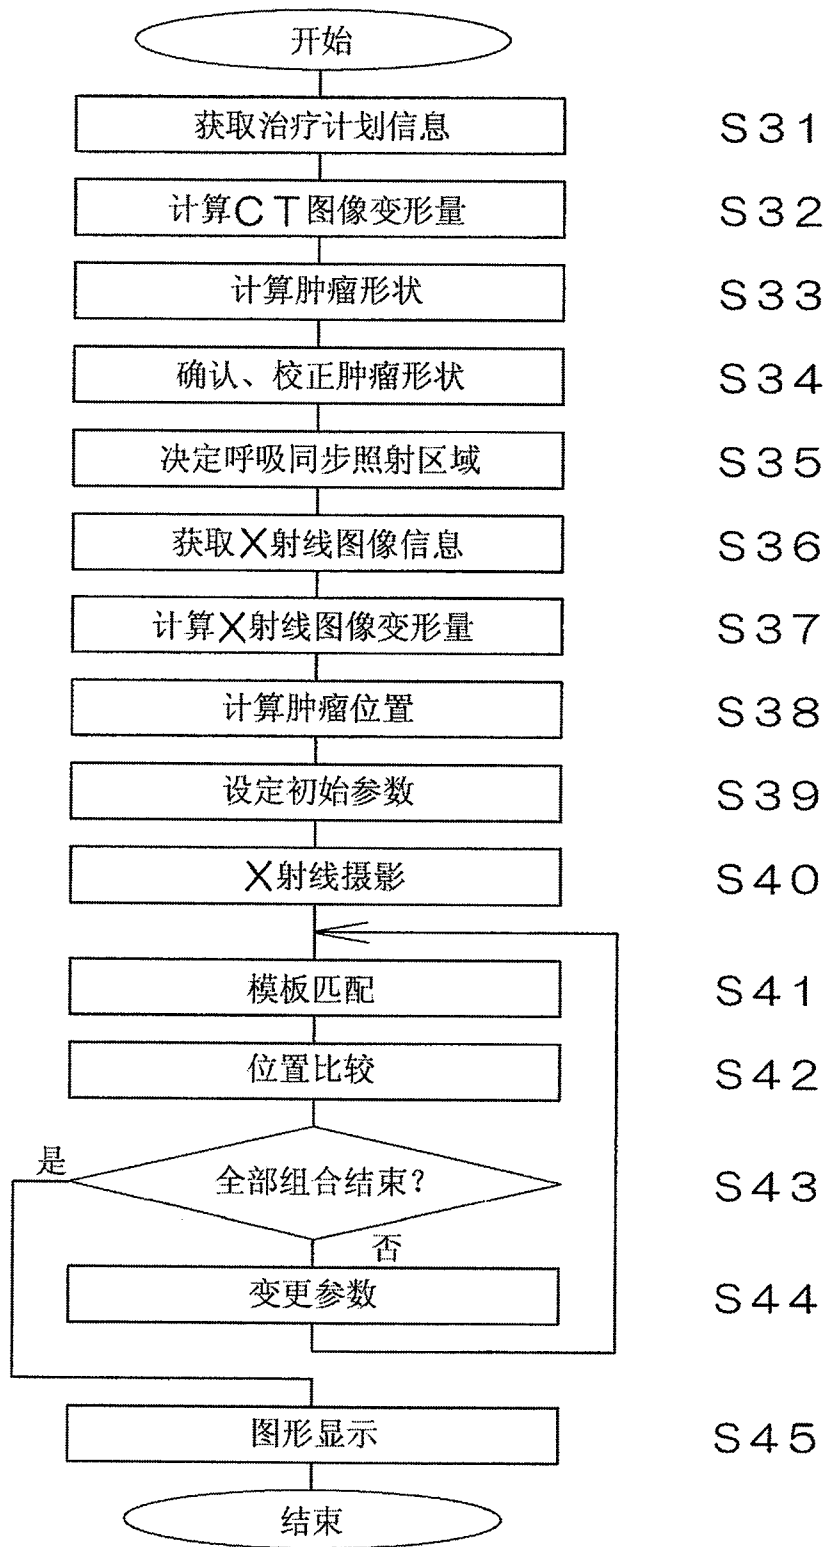 开始
获取治疗计划信息 S31
计算CT图像变形量 S32
计算肿瘤形状 S33
确认、校正肿瘤形状 S34
决定呼吸同步照射区域 S35
获取X射线图像信息 S36
计算X射线图像变形量 S37
计算肿瘤位置 S38
设定初始参数 S39
X射线摄影 S40
模板匹配 S41
位置比较 S42
是
全部组合结束? S43
否
变更参数 S44
图形显示 S45
结束